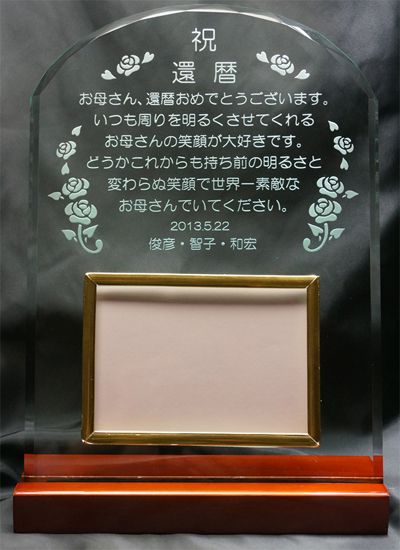 祝
還暦
お母さん、還暦おめでとうございます。
いつも周りを明るくさせてくれる
お母さんの笑顔が大好きです。
どうかこれからも持ち前の明るさと
変わらぬ笑顔で世界一素敵な
お母さんでいてください。
2013.5.22
俊彦・智子・和宏